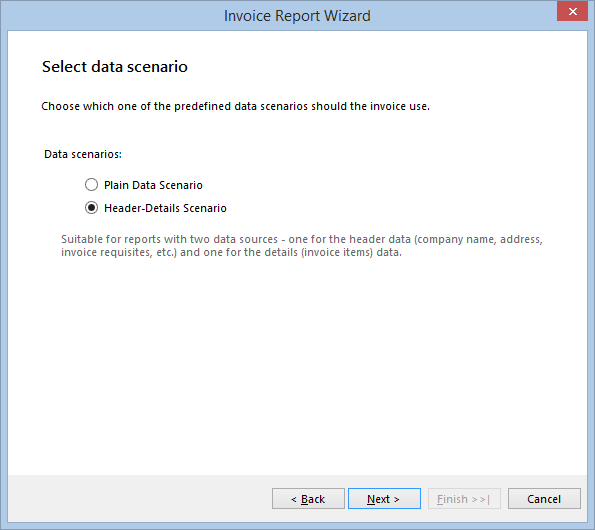 Invoice Report Wizard
Select data scenario
Choose which one of the predefined data scenarios should the invoice use.
Data scenarios:
Plain Data Scenario
Header-Details Scenario
Suitable for reports with two data sources - one for the header data (company name, address,
invoice requisites, etc.) and one for the details (invoice items) data.
< Back Next > Finish >>| Cancel